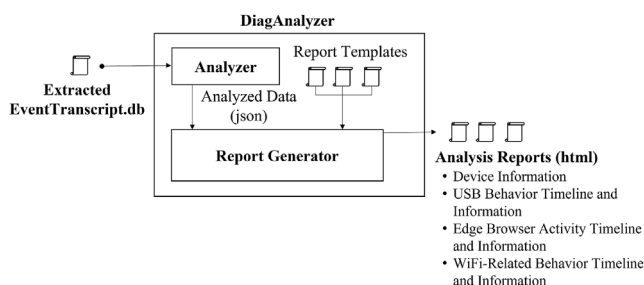 DiagAnalyzer
Report Templates
Analyzer
Extracted
EventTranscript.db
Analyzed Data
(json)
Report Generator
Analysis Reports (html)
• Device Information
• USB Behavior Timeline and
Information
• Edge Browser Activity Timeline
and Information
• WiFi-Related Behavior Timeline
and Information